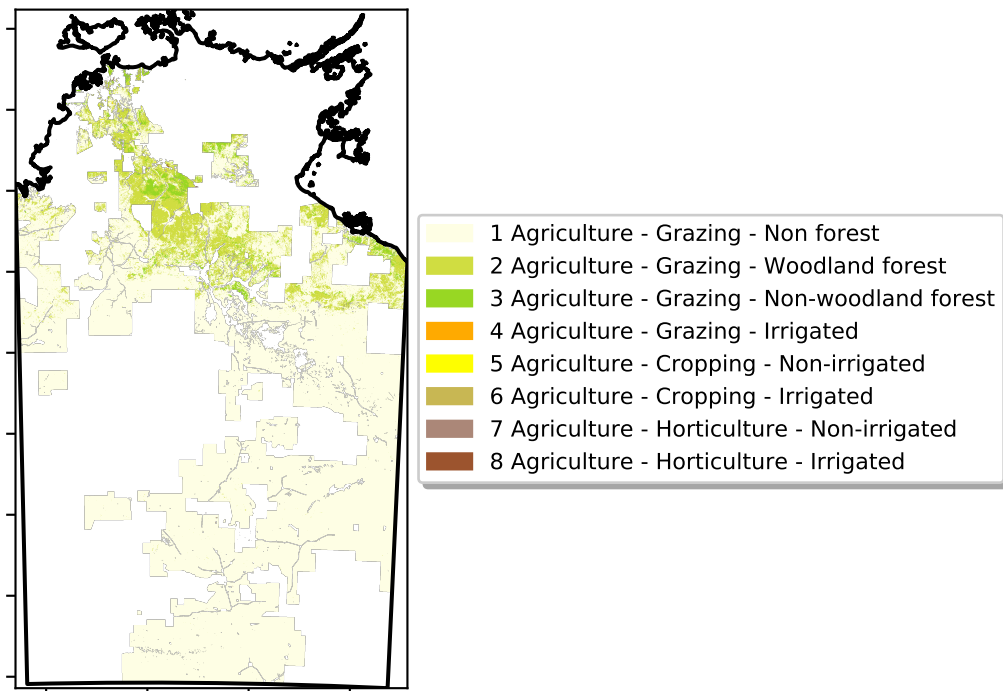 1 Agriculture - Grazing - Non forest
2 Agriculture - Grazing - Woodland forest
3 Agriculture - Grazing - Non-woodland forest
4 Agriculture - Grazing - Irrigated
5 Agriculture - Cropping - Non-irrigated
6 Agriculture - Cropping - Irrigated
7 Agriculture - Horticulture - Non-irrigated
8 Agriculture - Horticulture - Irrigated